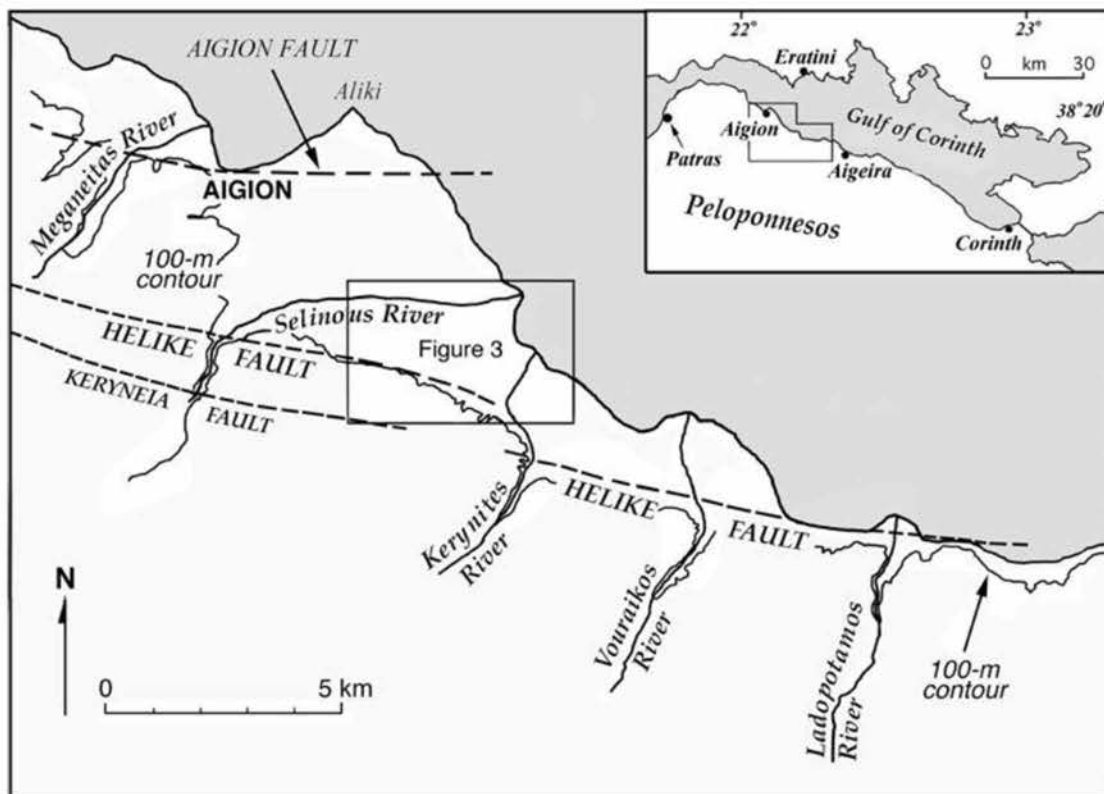 AIGION FAULT
Aliki
Meganeitas River
AIGION
100-m
contour
Selinous River
HELIKE FAULT
Figure 3
KERYNEIA FAULT
HELIKE FAULT
Kerynites
River
Vouraikos
River
Ladopotamos
River
100-m
contour
N
0 5 km
22° 23°
0 km 30
Eratini
38°20'
Gulf of Corinth
Aigion
Patras
Aigeira
Peloponnesos
Corinth